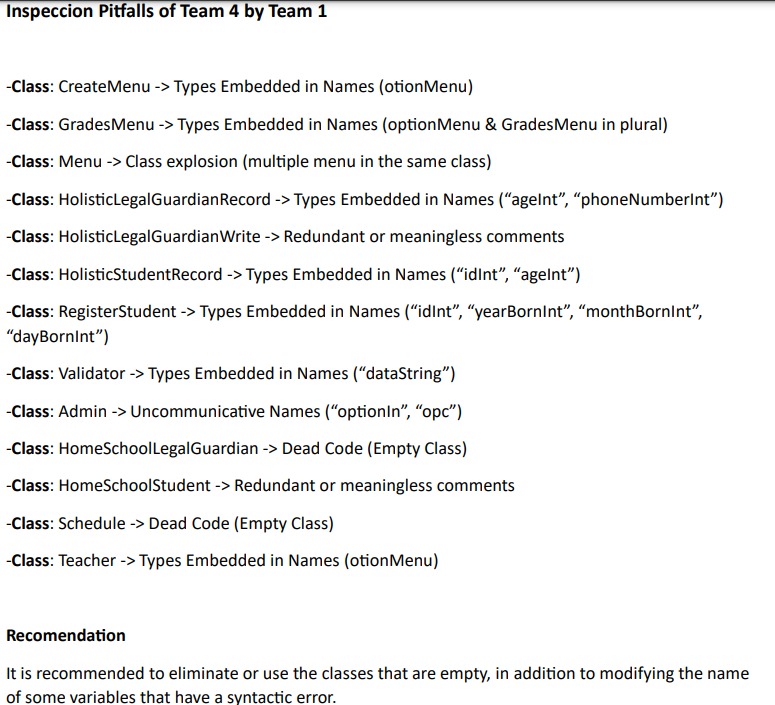 Inspeccion Pitfalls of Team 4 by Team 1
-Class: CreateMenu -> Types Embedded in Names (otionMenu)
-Class: GradesMenu -> Types Embedded in Names (optionMenu & GradesMenu in plural)
-Class: Menu -> Class explosion (multiple menu in the same class)
-Class: HolisticLegalGuardianRecord -> Types Embedded in Names (“ageInt”, “phoneNumberInt”)
-Class: HolisticLegalGuardianWrite -> Redundant or meaningless comments
-Class: HolisticStudentRecord -> Types Embedded in Names (“idInt”, “ageInt”)
-Class: RegisterStudent -> Types Embedded in Names (“idInt”, “yearBornInt”, “monthBornInt”,
“dayBornInt”)
-Class: Validator -> Types Embedded in Names (“dataString”)
-Class: Admin -> Uncommunicative Names (“optionIn”, “opc”)
-Class: HomeSchoolLegalGuardian -> Dead Code (Empty Class)
-Class: HomeSchoolStudent -> Redundant or meaningless comments
-Class: Schedule -> Dead Code (Empty Class)
-Class: Teacher -> Types Embedded in Names (otionMenu)
Recomendation
It is recommended to eliminate or use the classes that are empty, in addition to modifying the name
of some variables that have a syntactic error.